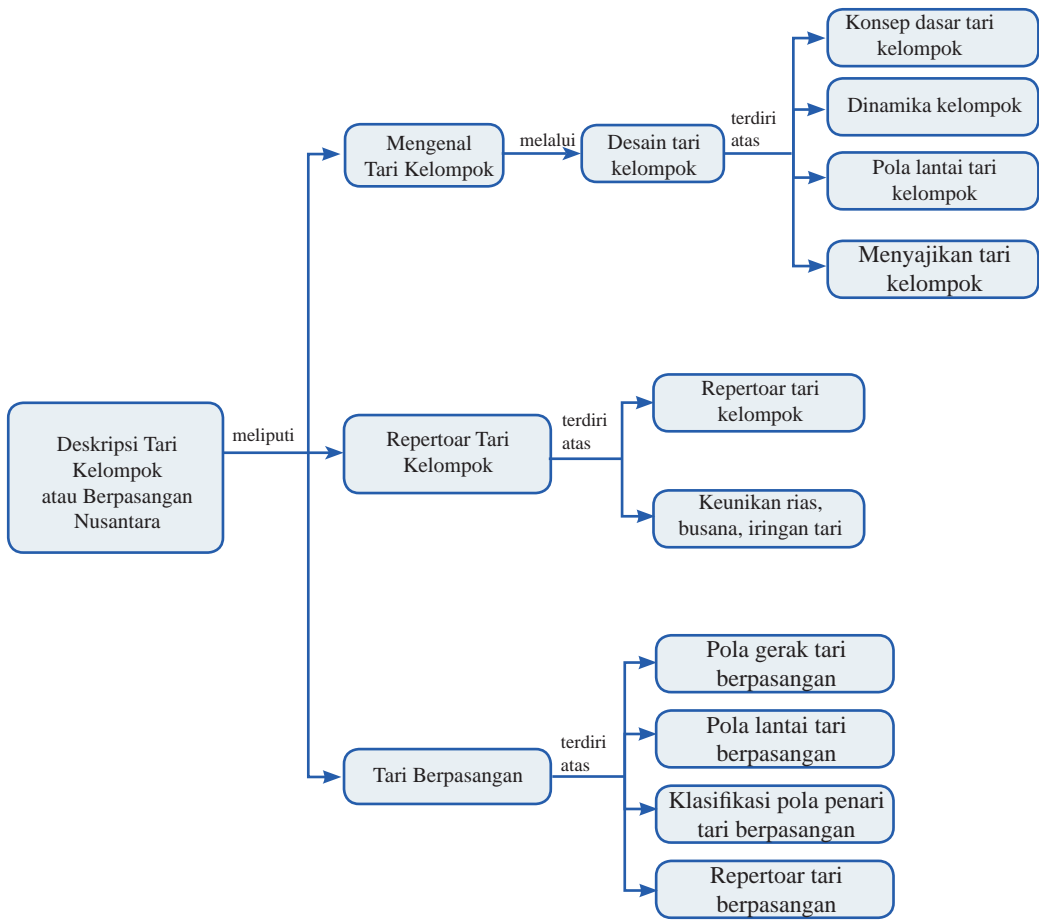 Deskripsi Tari
Kelompok
atau Berpasangan
Nusantara
meliputi
Mengenal
Tari Kelompok
melalui
Desain tari
kelompok
terdiri
atas
Konsep dasar tari
kelompok
Dinamika kelompok
Pola lantai tari
kelompok
Menyajikan tari
kelompok
Repertoar Tari
Kelompok
terdiri
atas
Repertoar tari
kelompok
Keunikan rias,
busana, iringan tari
Tari Berpasangan
terdiri
atas
Pola gerak tari
berpasangan
Pola lantai tari
berpasangan
Klasifikasi pola penari
tari berpasangan
Repertoar tari
berpasangan